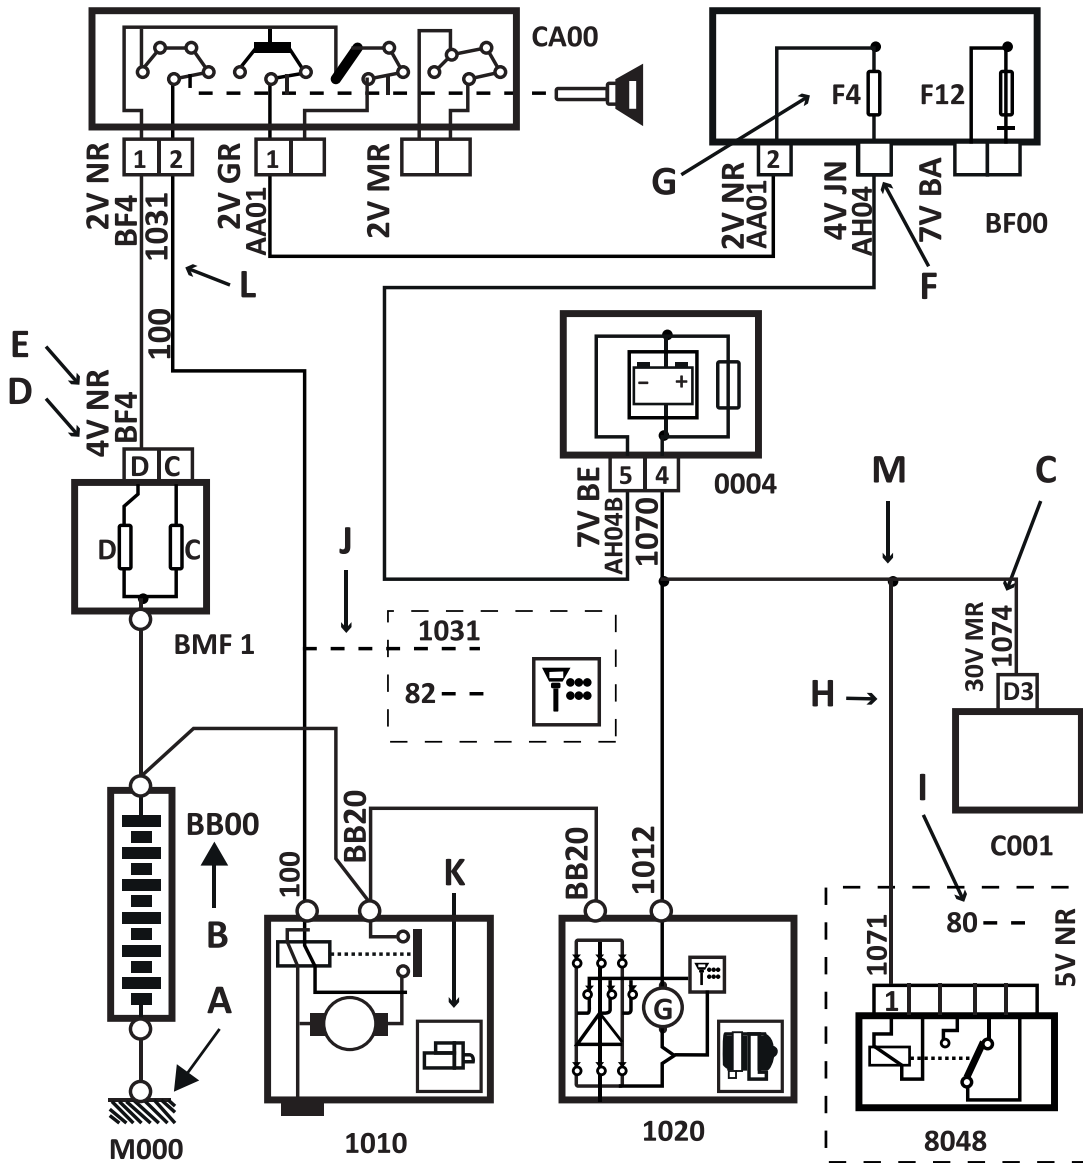 CA00
F4
F12
G
1 2
1
2
2V NR
BF4
1031
2V GR
AA01
2V MR
2V NR
AA01
4V JN
AH04
7V BA
BF00
L
F
100
E
D
4V NR
BF4
D C
- +
5 4
0004
M
C
7V BE
AH04B
1070
J
D C
BMF 1
1031
82
30V MR
1074
H
D3
I
C001
BB00
BB20
BB20
1012
100
K
B
80
5V NR
1071
A
1
G
M000
1010
1020
8048